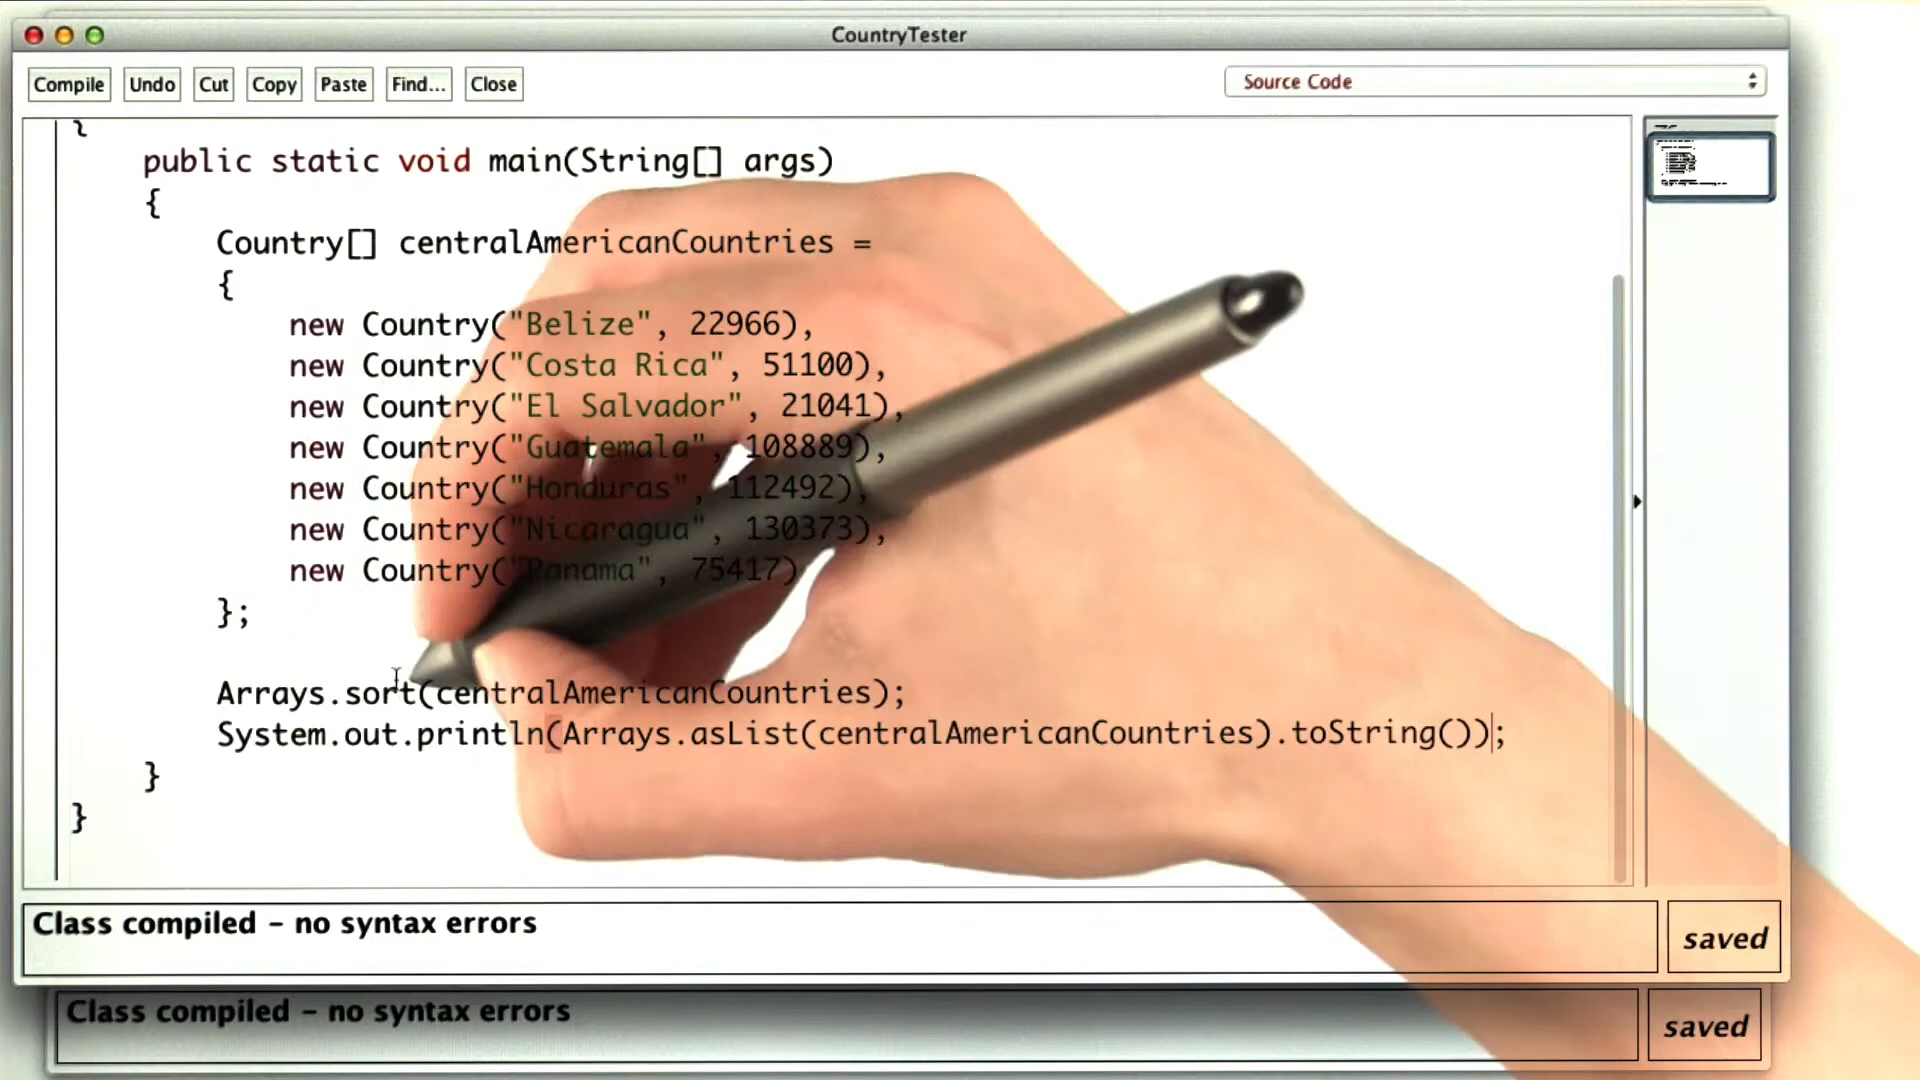 CountryTester
Compile Undo Cut Copy Paste Find... Close Source Code
{
public static void main(String[] args)
{
Country[] centralAmericanCountries =
{
new Country("Belize", 22966),
new Country("Costa Rica", 51100),
new Country("El Salvador", 21041),
new Country("Guatemala", 108889),
new Country("Honduras", 112492),
new Country("Nicaragua", 130373),
new Country("Panama", 75417)
};
Arrays.sort(centralAmericanCountries);
System.out.println(Arrays.asList(centralAmericanCountries).toString());
}
}
Class compiled – no syntax errors saved
Class compiled – no syntax errors saved